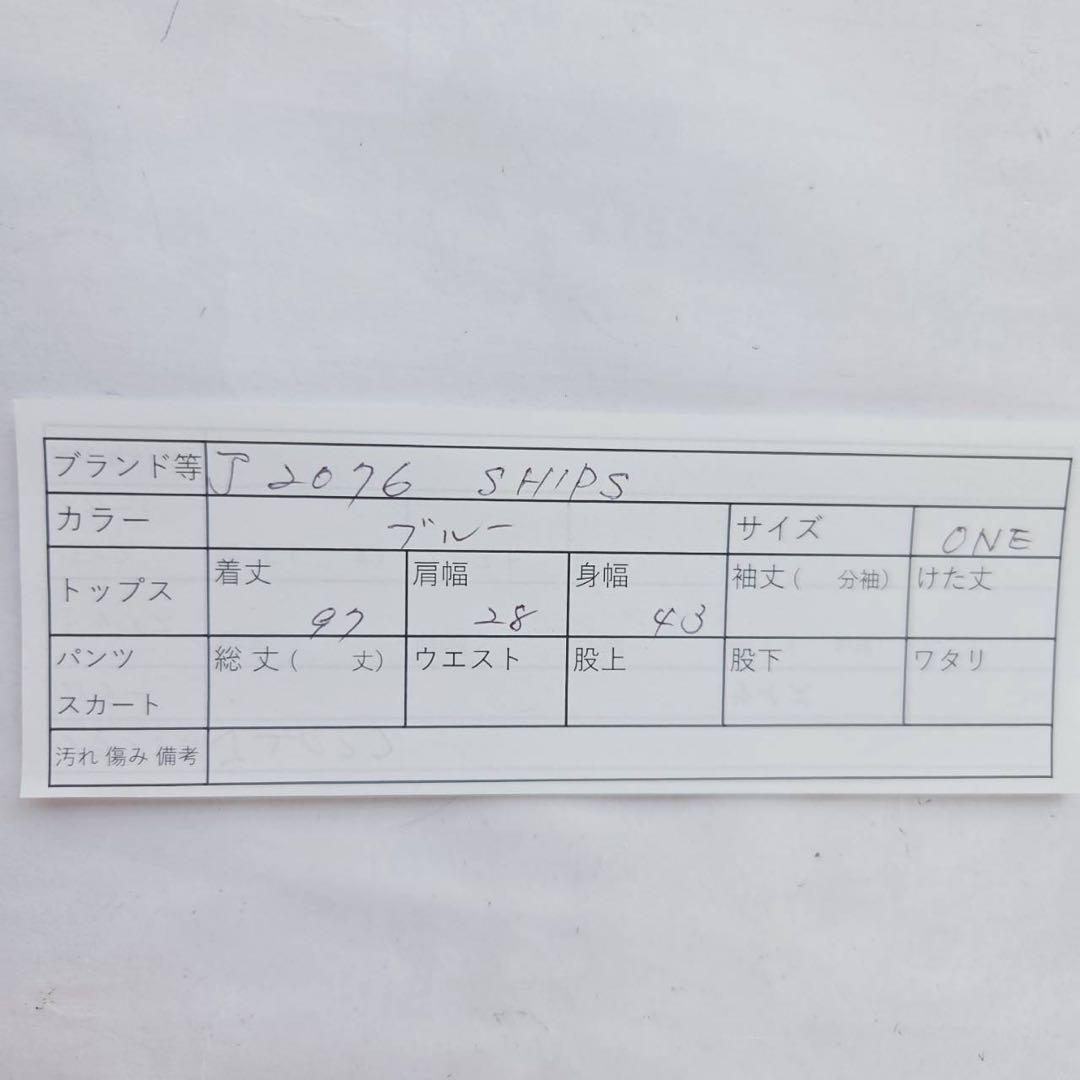 ブランド等 J2076 SHIPS
カラー ブルー サイズ ONE
トップス 着丈 97 肩幅 28 身幅 43 袖丈( 分袖) けた丈
パンツ スカート 総丈( 丈) ウエスト 股上 股下 ワタリ
汚れ 傷み 備考